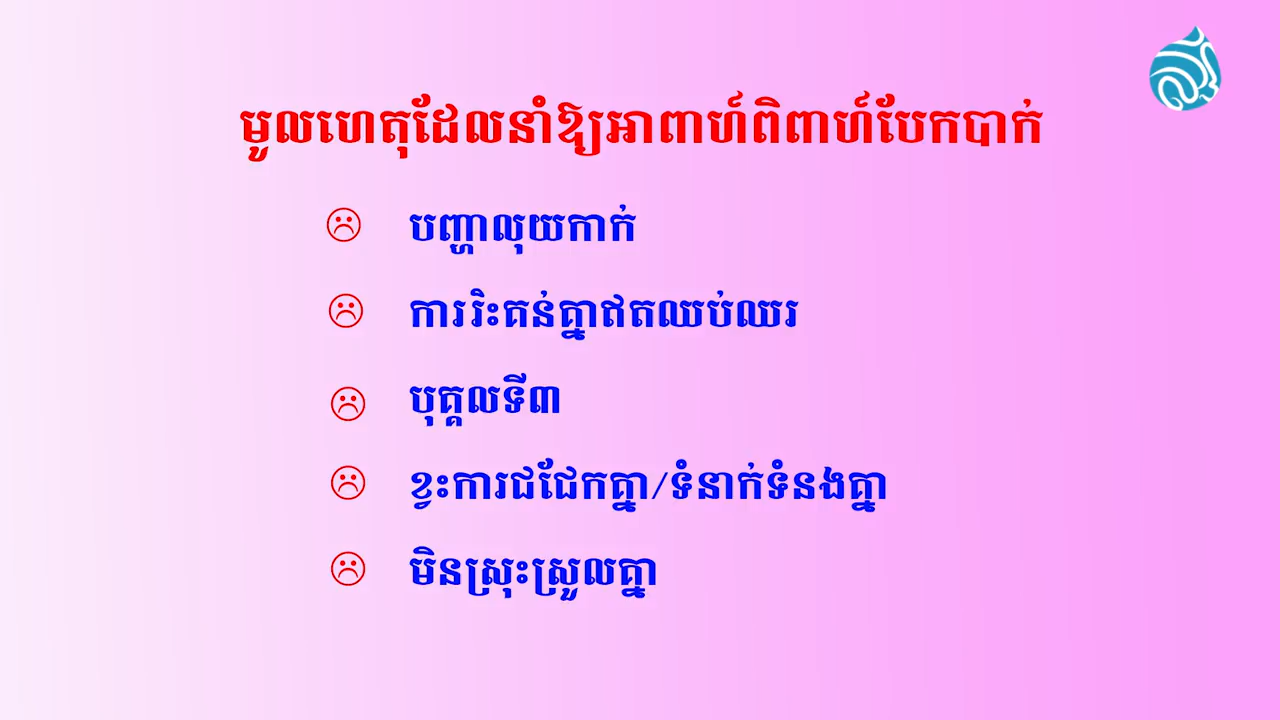 មូលហេតុដែលនាំឱ្យអាពាហ៍ពិពាហ៍បែកបាក់
បញ្ហាលុយកាក់
ការរិះគន់គ្នាឥតឈប់ឈរ
បុគ្គលទី៣
ខ្វះការជជែកគ្នា/ទំនាក់ទំនងគ្នា
មិនស្រុះស្រួលគ្នា